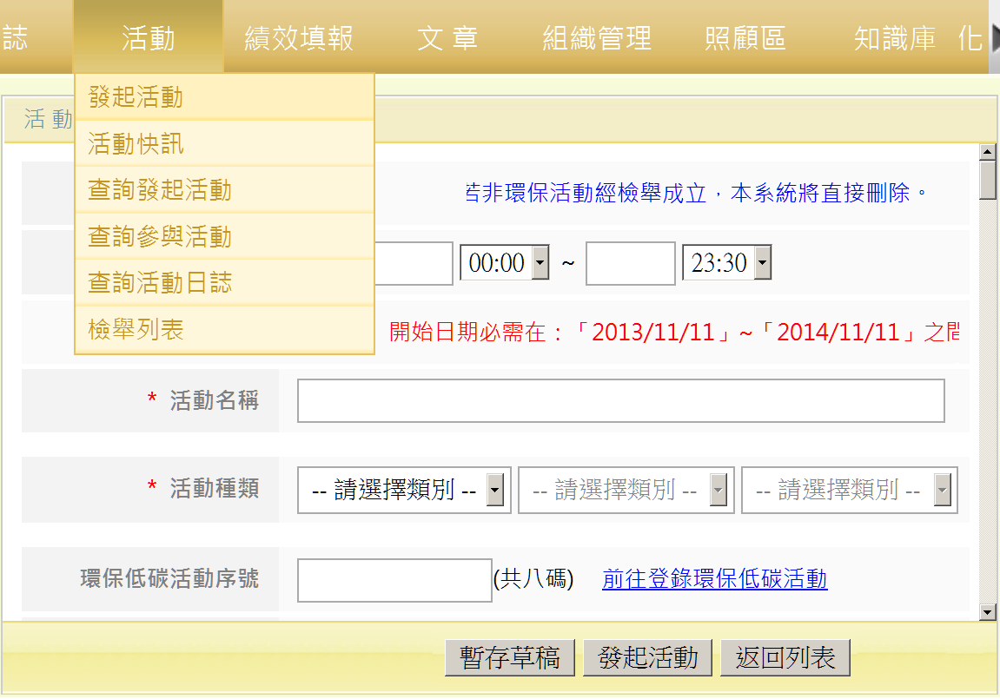 誌 活動 績效填報 文章 組織管理 照顧區 知識庫 化
發起活動
活動
活動快訊
查詢發起活動
若非環保活動經檢舉成立，本系統將直接刪除。
查詢參與活動
00:00 ~ 23:30
查詢活動日誌
檢舉列表
開始日期必需在：「2013/11/11」~「2014/11/11」之間
* 活動名稱
* 活動種類 -- 請選擇類別 -- -- 請選擇類別 -- -- 請選擇類別 --
環保低碳活動序號 (共八碼) 前往登錄環保低碳活動
暫存草稿 發起活動 返回列表